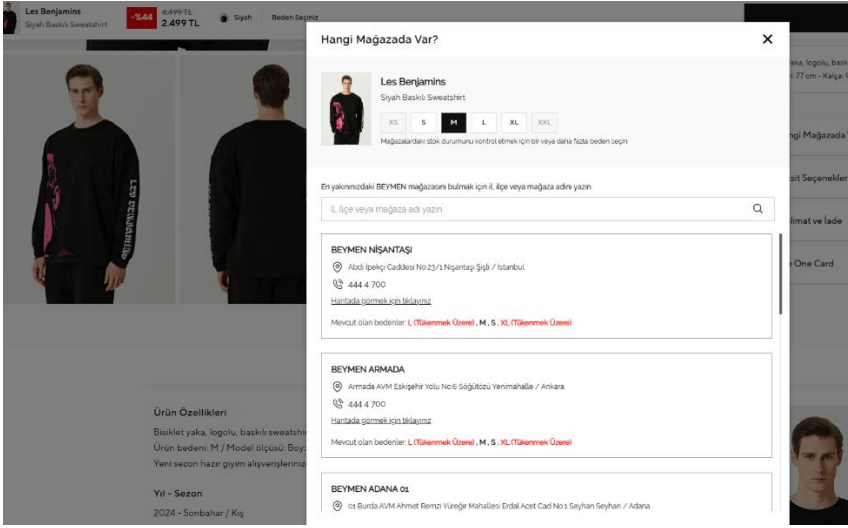 Les Benjamins
Siyah Baskılı Sweatshirt
-%44
4.499 TL
2.499 TL
Siyah
Beden Seçiniz
Hangi Mağazada Var?
Les Benjamins
Siyah Baskılı Sweatshirt
XS S M L XL XXL
Mağazalardaki stok durumunu kontrol etmek için bir veya daha fazla beden seçin
En yakınınızdaki BEYMEN mağazasını bulmak için il, ilçe veya mağaza adını yazın
İl, ilçe veya mağaza adı yazın
BEYMEN NİŞANTAŞI
Abdi İpekçi Caddesi No:23/1 Nişantaşı Şişli / İstanbul
444 4 700
Haritada görmek için tıklayınız
Mevcut olan bedenler: L (Tükenmek Üzere) , M , S , XL (Tükenmek Üzere)
BEYMEN ARMADA
Armada AVM Eskişehir Yolu No:6 Söğütözü Yenimahalle / Ankara
444 4 700
Haritada görmek için tıklayınız
Mevcut olan bedenler: L (Tükenmek Üzere) , M , S , XL (Tükenmek Üzere)
BEYMEN ADANA 01
01 Burda AVM Ahmet Remzi Yüreğir Mahallesi Erdal Acet Cad No:1 Seyhan Seyhan / Adana
aka, logolu, bask
: 77 cm - Kalça: 9
ngi Mağazada V
sit Seçenekler
limat ve İade
One Card
LES BENJAMINS
Ürün Özellikleri
Bisiklet yaka, logolu, baskılı sweatshi
Ürün bedeni: M / Model ölçüsü: Boy:
Yeni sezon hazır giyim alışverişleriniz
Yıl - Sezon
2024 - Sonbahar / Kış